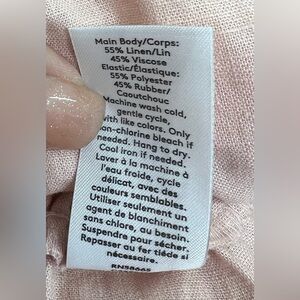 Main Body/Corps:
55% Linen/Lin
45% Viscose
Elastic/Élastique:
55% Polyester
45% Rubber/
Caoutchouc
Machine wash cold,
gentle cycle,
with like colors. Only
non-chlorine bleach if
needed. Hang to dry.
Cool iron if needed.
Laver à la machine à
l'eau froide, cycle
délicat, avec des
couleurs semblables.
Utiliser seulement un
agent de blanchiment
sans chlore, au besoin.
Suspendre pour sécher.
Repasser au fer tiède si
nécessaire.